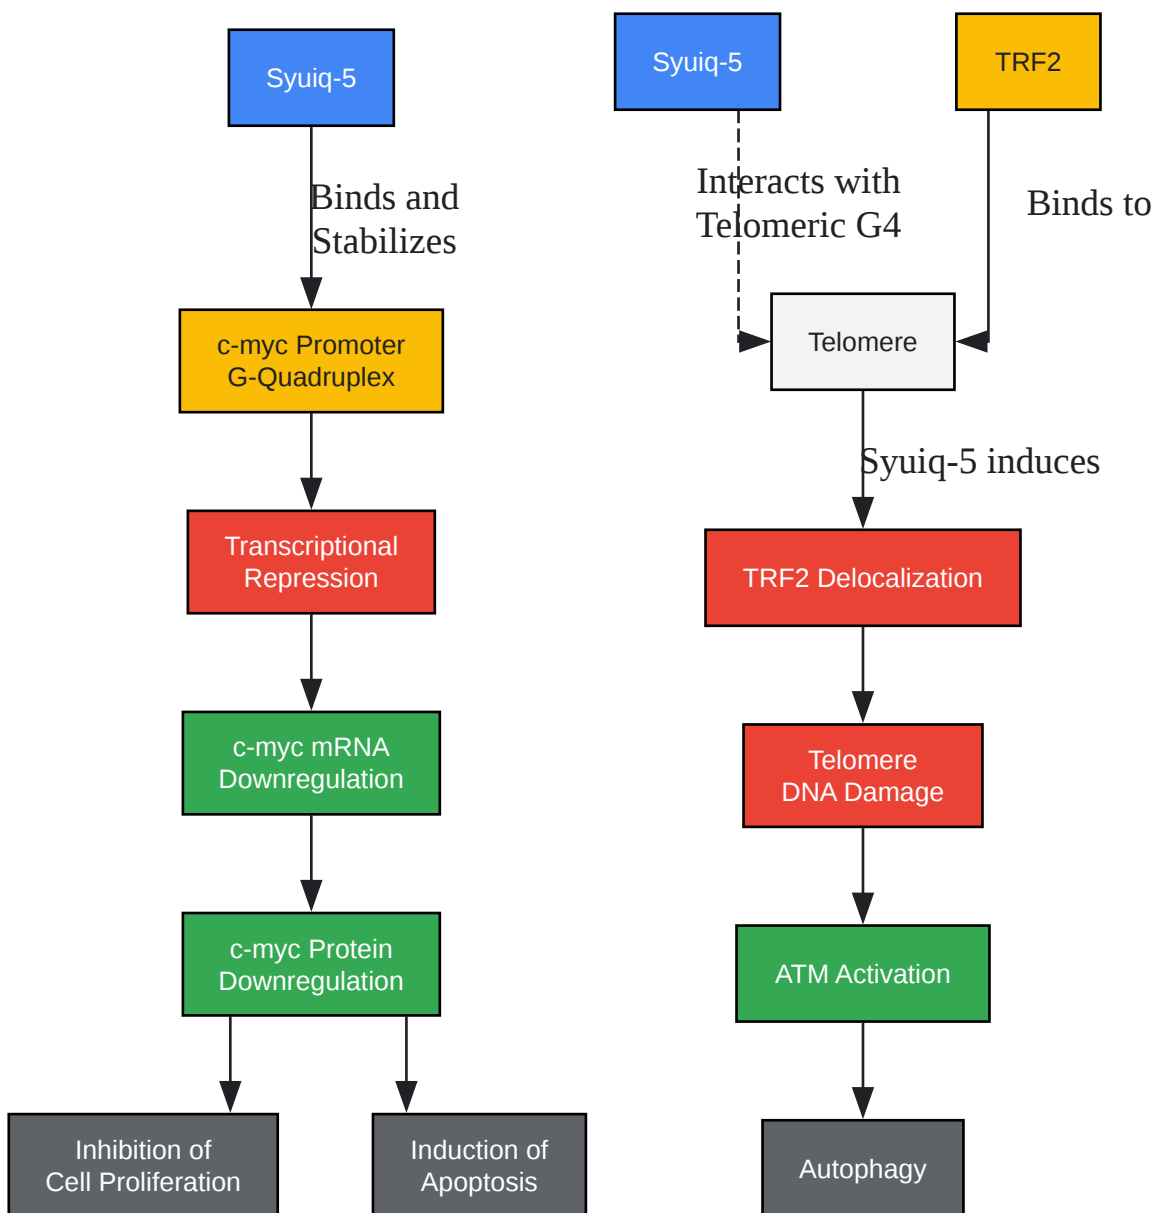 Syuiq-5
Binds and
Stabilizes
c-myc Promoter
G-Quadruplex
Transcriptional
Repression
c-myc mRNA
Downregulation
c-myc Protein
Downregulation
Inhibition of
Cell Proliferation
Induction of
Apoptosis
Syuiq-5
TRF2
Interacts with
Telomeric G4
Binds to
Telomere
Syuiq-5 induces
TRF2 Delocalization
Telomere
DNA Damage
ATM Activation
Autophagy